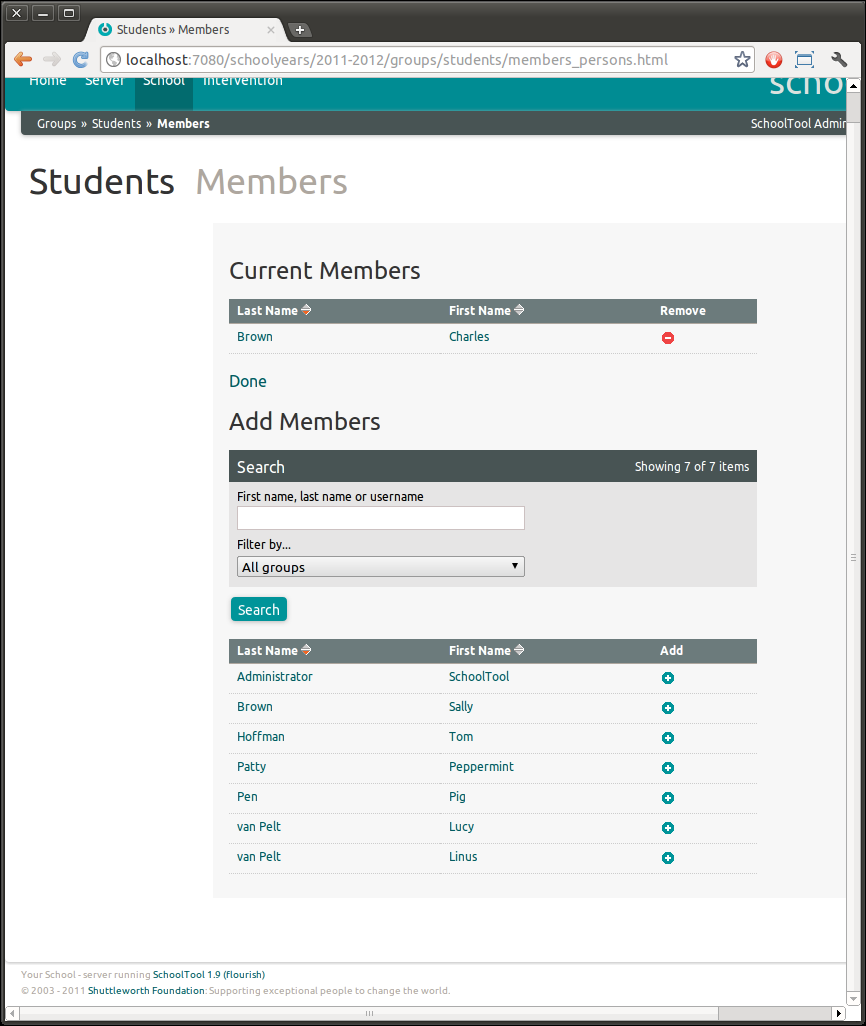 Students » Members
localhost:7080/schoolyears/2011-2012/groups/students/members_persons.html
Home Server School Intervention
schoo
Groups » Students » Members SchoolTool Admin
Students Members
Current Members
Last Name First Name Remove
Brown Charles
Done
Add Members
Search Showing 7 of 7 items
First name, last name or username
Filter by...
All groups
Search
Last Name First Name Add
Administrator SchoolTool
Brown Sally
Hoffman Tom
Patty Peppermint
Pen Pig
van Pelt Lucy
van Pelt Linus
Your School - server running SchoolTool 1.9 (flourish)
© 2003 - 2011 Shuttleworth Foundation: Supporting exceptional people to change the world.